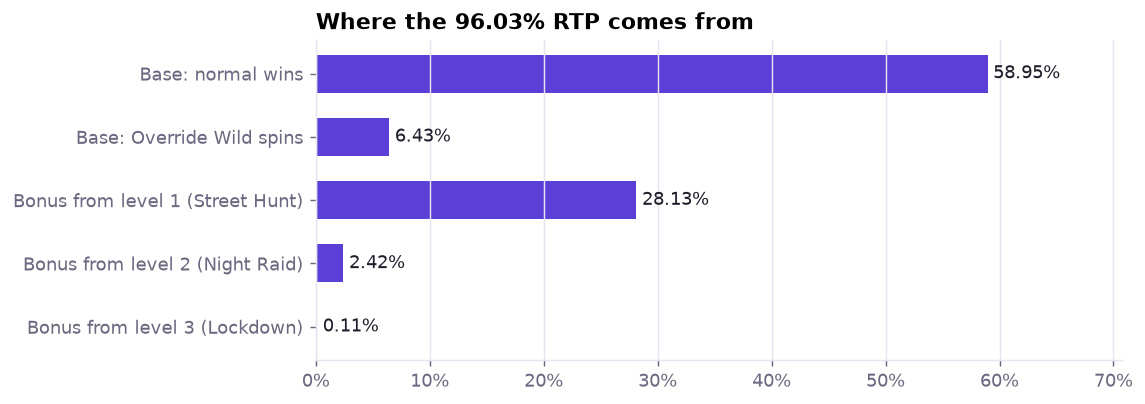 Where the 96.03% RTP comes from
Base: normal wins
58.95%
Base: Override Wild spins
6.43%
Bonus from level 1 (Street Hunt)
28.13%
Bonus from level 2 (Night Raid)
2.42%
Bonus from level 3 (Lockdown)
0.11%
0% 10% 20% 30% 40% 50% 60% 70%